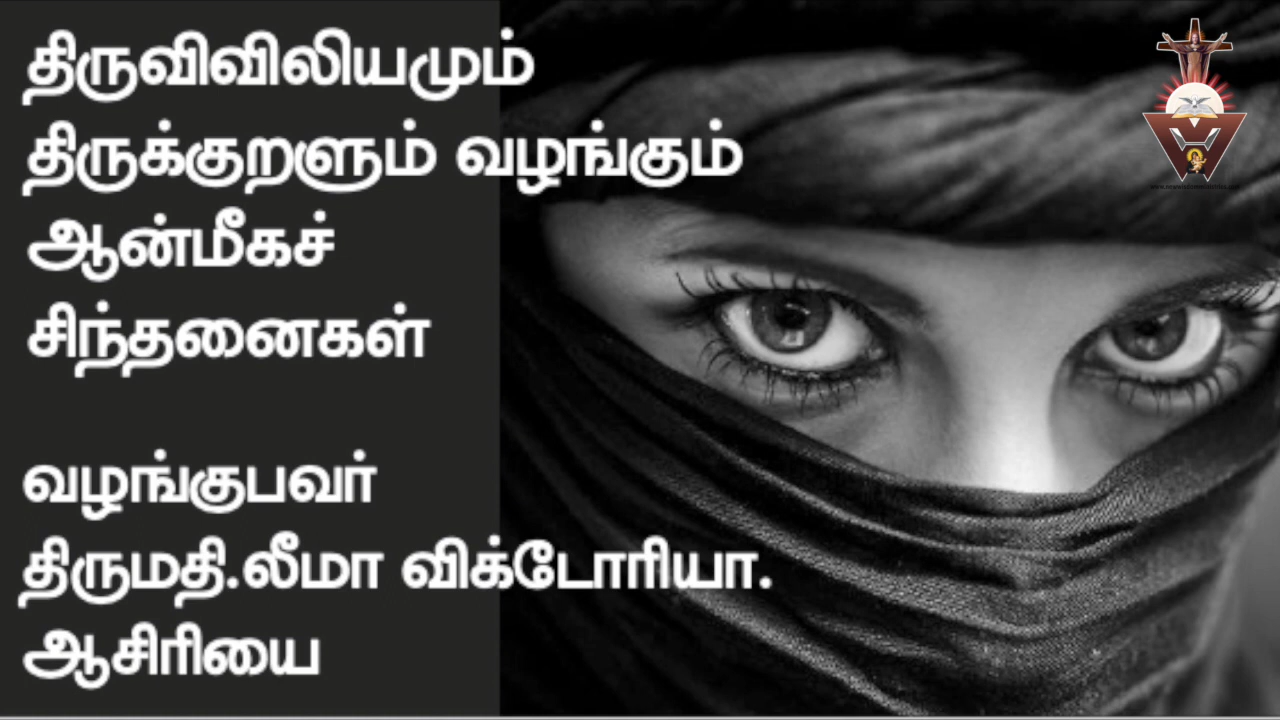 திருவிவிலியமும்
திருக்குறளும் வழங்கும்
ஆன்மீகச்
சிந்தனைகள்
வழங்குபவர்
திருமதி.லீமா விக்டோரியா.
ஆசிரியை